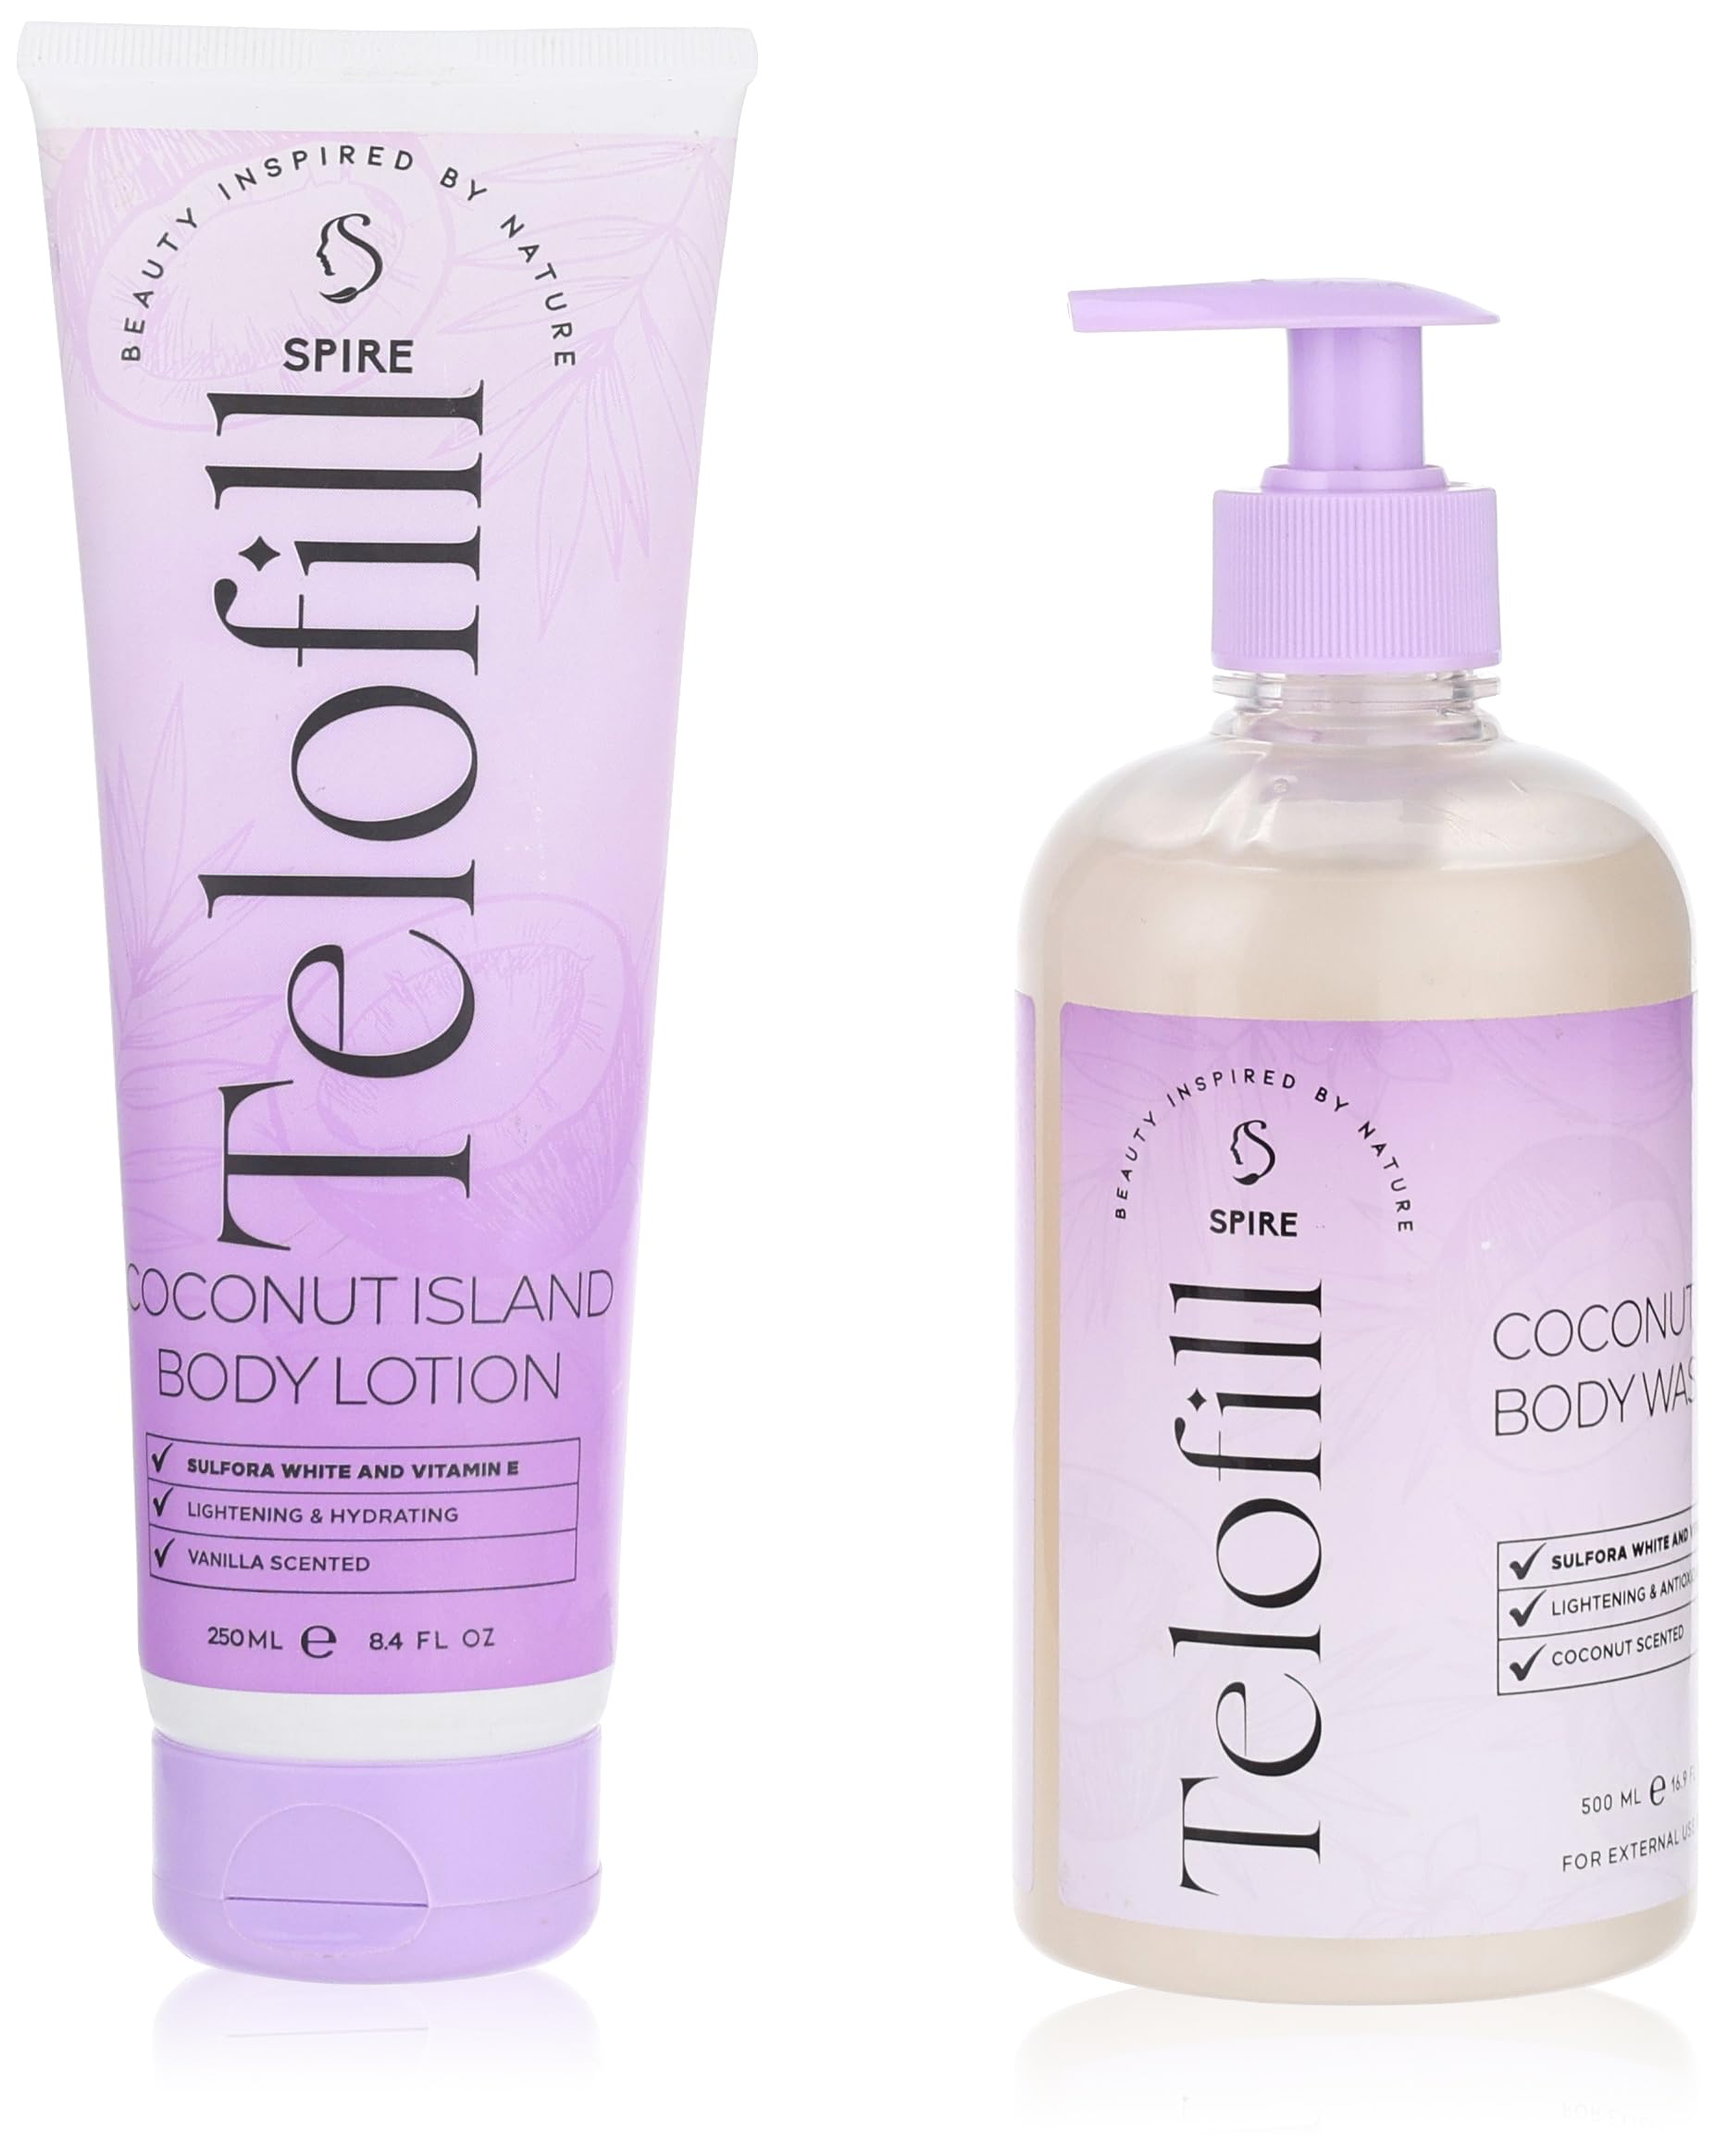 BEAUTY INSPIRED BY NATURE
SPIRE
Telofill
COCONUT ISLAND
BODY LOTION
SULFORA WHITE AND VITAMIN E
LIGHTENING & HYDRATING
VANILLA SCENTED
250ML e 8.4 FL OZ
BEAUTY INSPIRED BY NATURE
SPIRE
Telofill
COCONUT
BODY WAS
SULFORA WHITE AND
LIGHTENING &
COCONUT SCENTED
500 ML e 16.9
FOR EXTERNAL